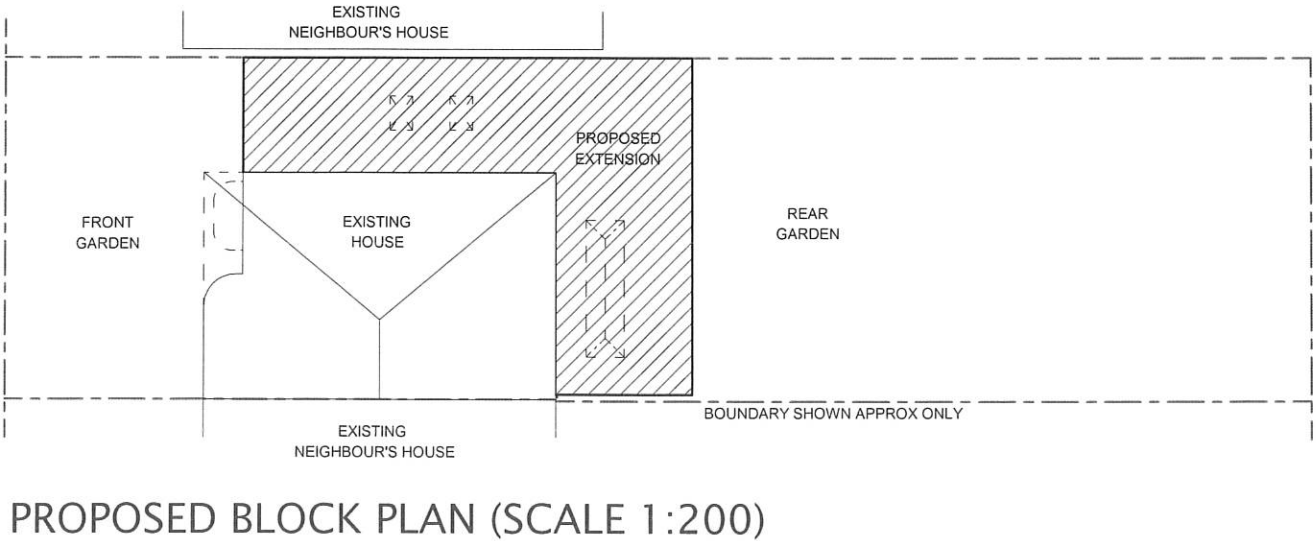 EXISTING
NEIGHBOUR'S HOUSE
PROPOSED
EXTENSION
FRONT
GARDEN
EXISTING
HOUSE
REAR
GARDEN
BOUNDARY SHOWN APPROX ONLY
EXISTING
NEIGHBOUR'S HOUSE
PROPOSED BLOCK PLAN (SCALE 1:200)